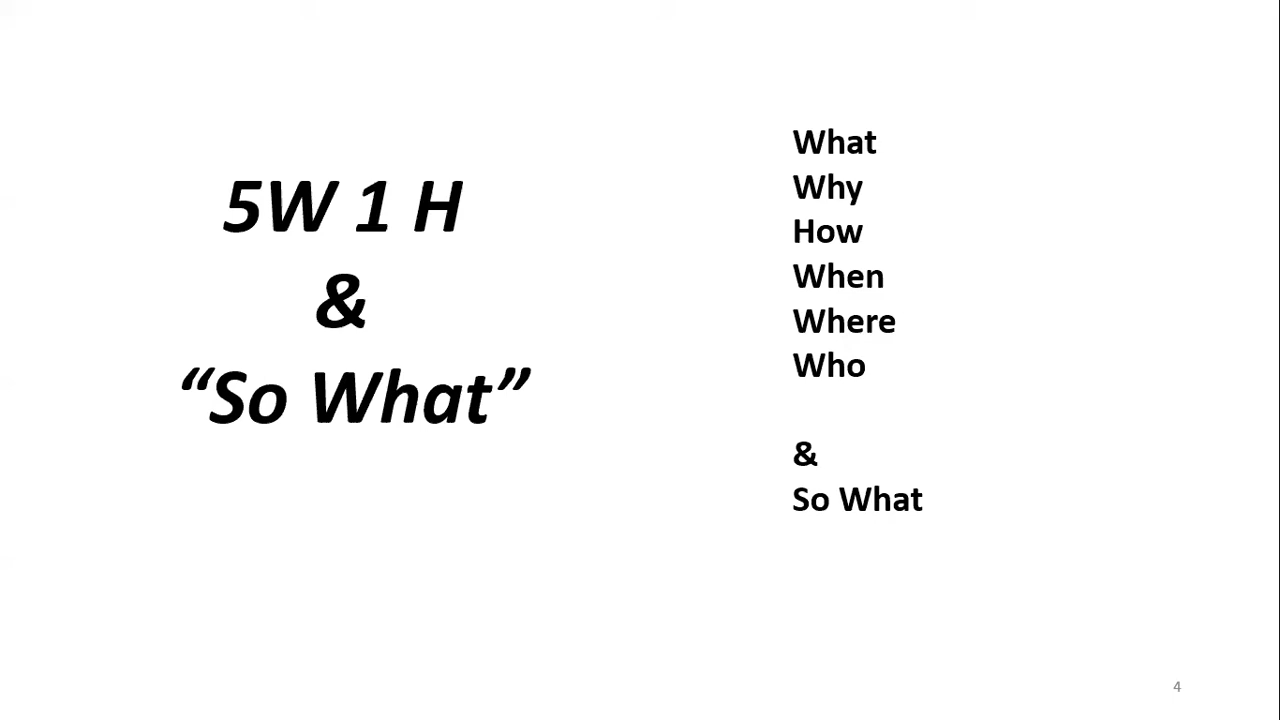 5W 1 H
&
“So What”
What
Why
How
When
Where
Who
&
So What
4